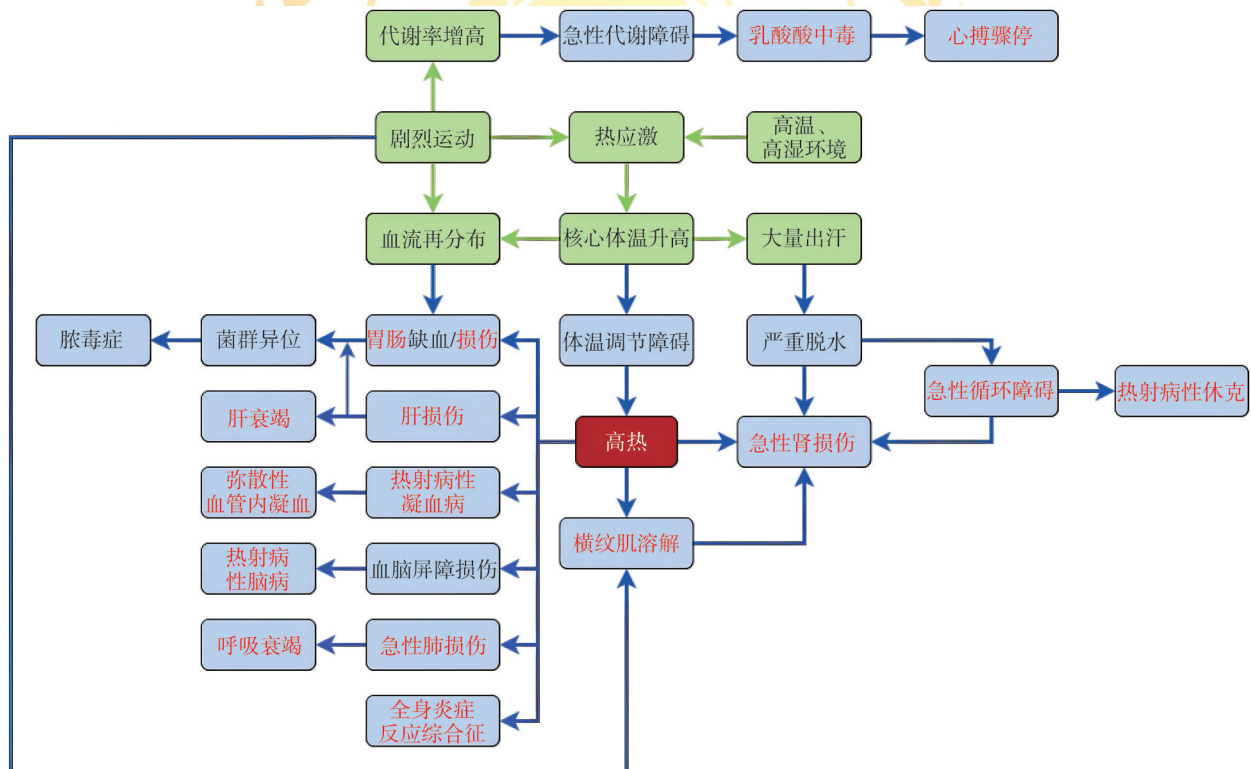 代谢率增高
急性代谢障碍
乳酸酸中毒
心搏骤停
剧烈运动
热应激
高温、
高湿环境
血流再分布
核心体温升高
大量出汗
脓毒症
菌群异位
胃肠缺血/损伤
体温调节障碍
严重脱水
急性循环障碍
热射病性休克
肝衰竭
肝损伤
高热
急性肾损伤
弥散性
血管内凝血
热射病性
凝血病
横纹肌溶解
热射病
性脑病
血脑屏障损伤
呼吸衰竭
急性肺损伤
全身炎症
反应综合征